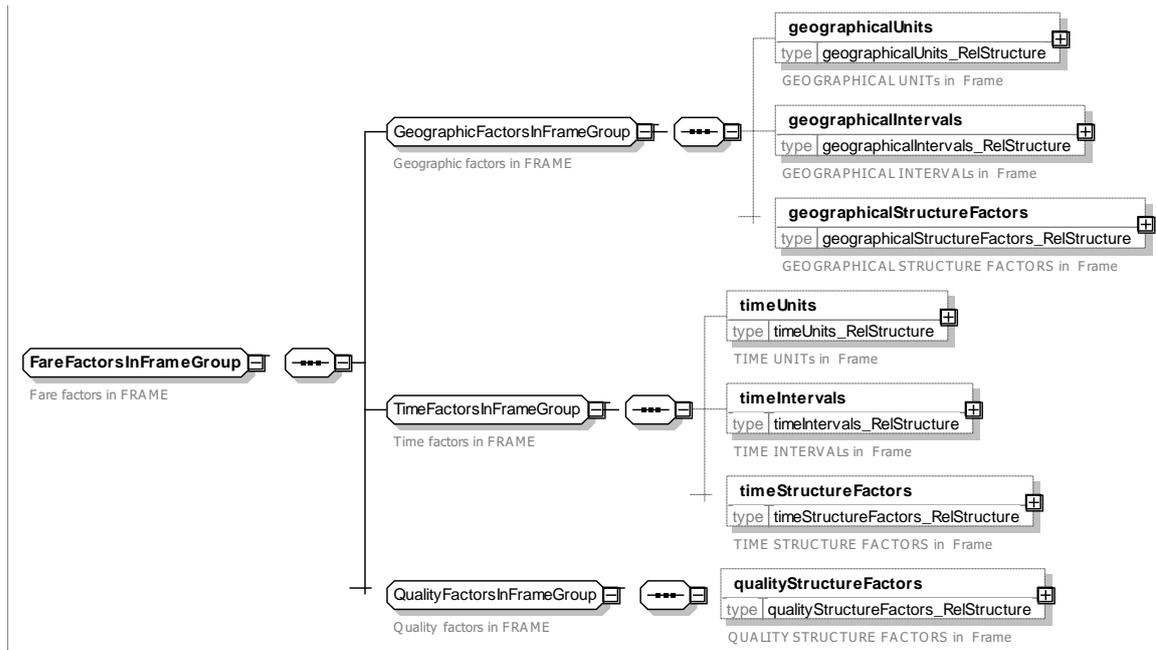 geographicalUnits
type geographicalUnits_RelStructure
GEOGRAPHICAL UNITs in Frame
GeographicFactorsInFrameGroup
Geographic factors in FRAME
geographicalIntervals
type geographicalIntervals_RelStructure
GEOGRAPHICAL INTERVALs in Frame
geographicalStructureFactors
type geographicalStructureFactors_RelStructure
GEOGRAPHICAL STRUCTURE FACTORS in Frame
FareFactorsInFrameGroup
Fare factors in FRAME
timeUnits
type timeUnits_RelStructure
TIME UNITs in Frame
TimeFactorsInFrameGroup
Time factors in FRAME
timeIntervals
type timeIntervals_RelStructure
TIME INTERVALs in Frame
timeStructureFactors
type timeStructureFactors_RelStructure
TIME STRUCTURE FACTORS in Frame
QualityFactorsInFrameGroup
Quality factors in FRAME
qualityStructureFactors
type qualityStructureFactors_RelStructure
QUALITY STRUCTURE FACTORS in Frame